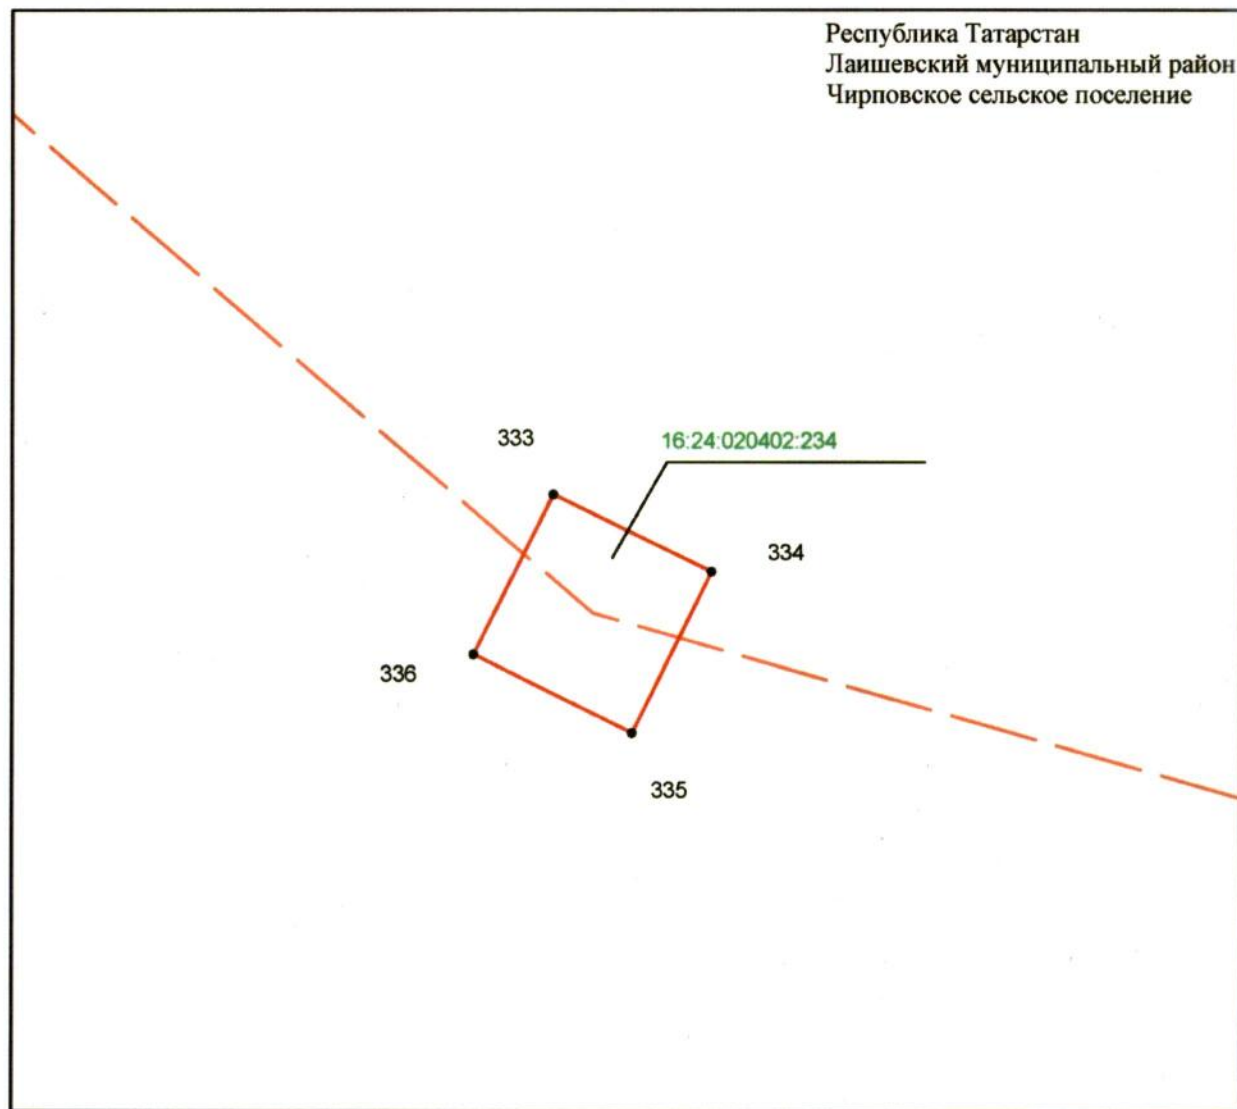 Республика Татарстан
Лаишевский муниципальный район
Чирповское сельское поселение
333
16:24:020402:234
334
336
335